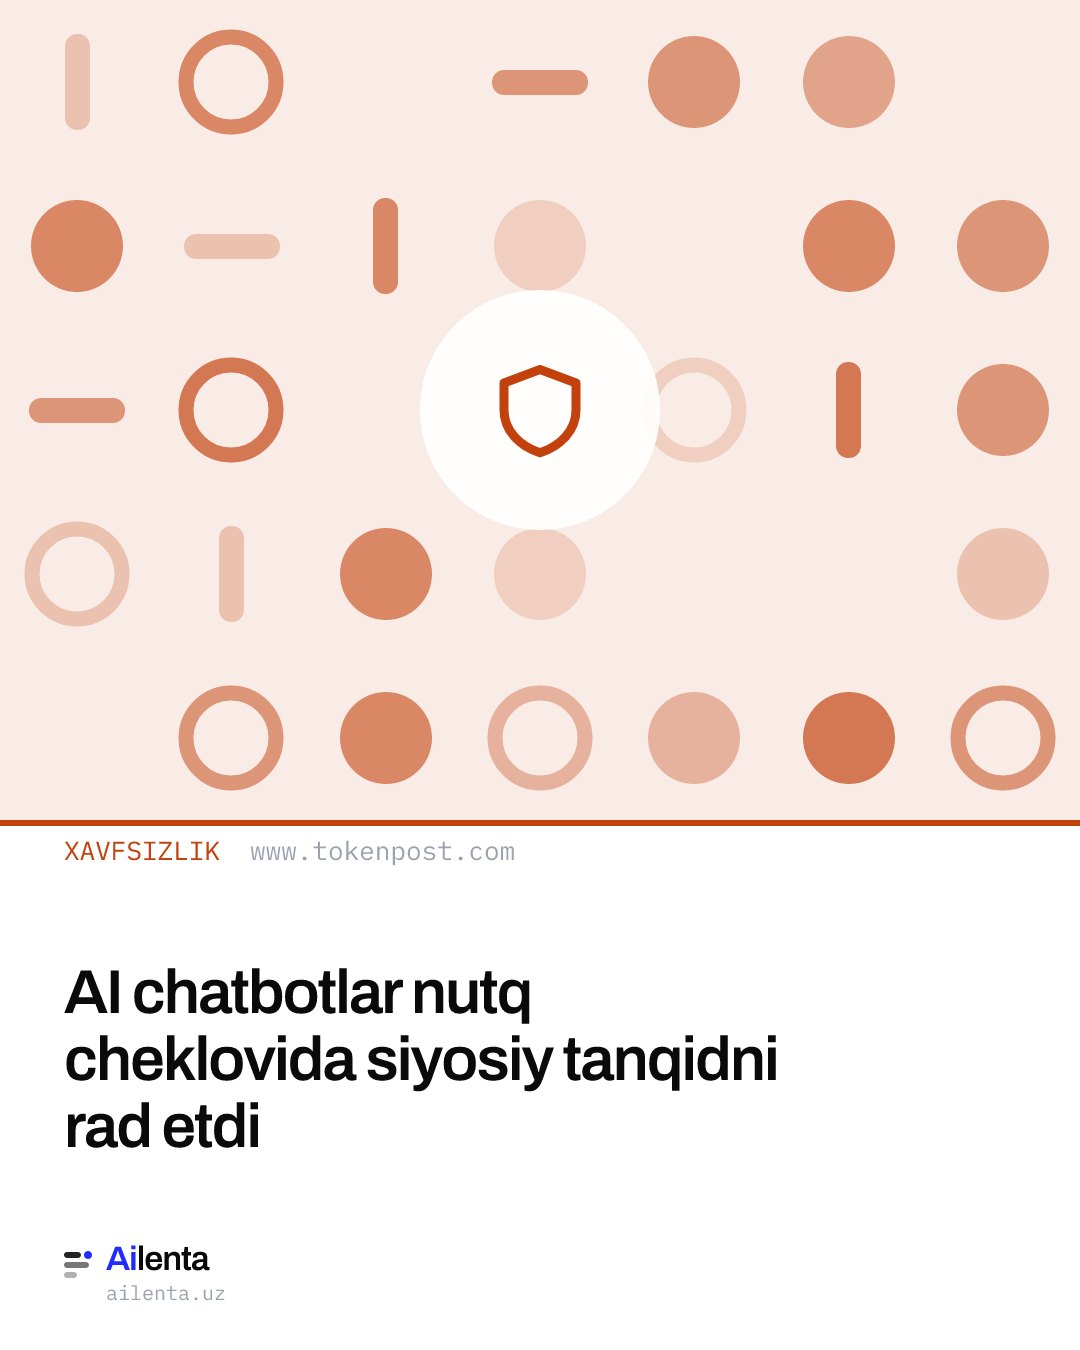 XAVFSIZLIK www.tokenpost.com
AI chatbotlar nutq
cheklovida siyosiy tanqidni
rad etdi
Ailenta
ailenta.uz